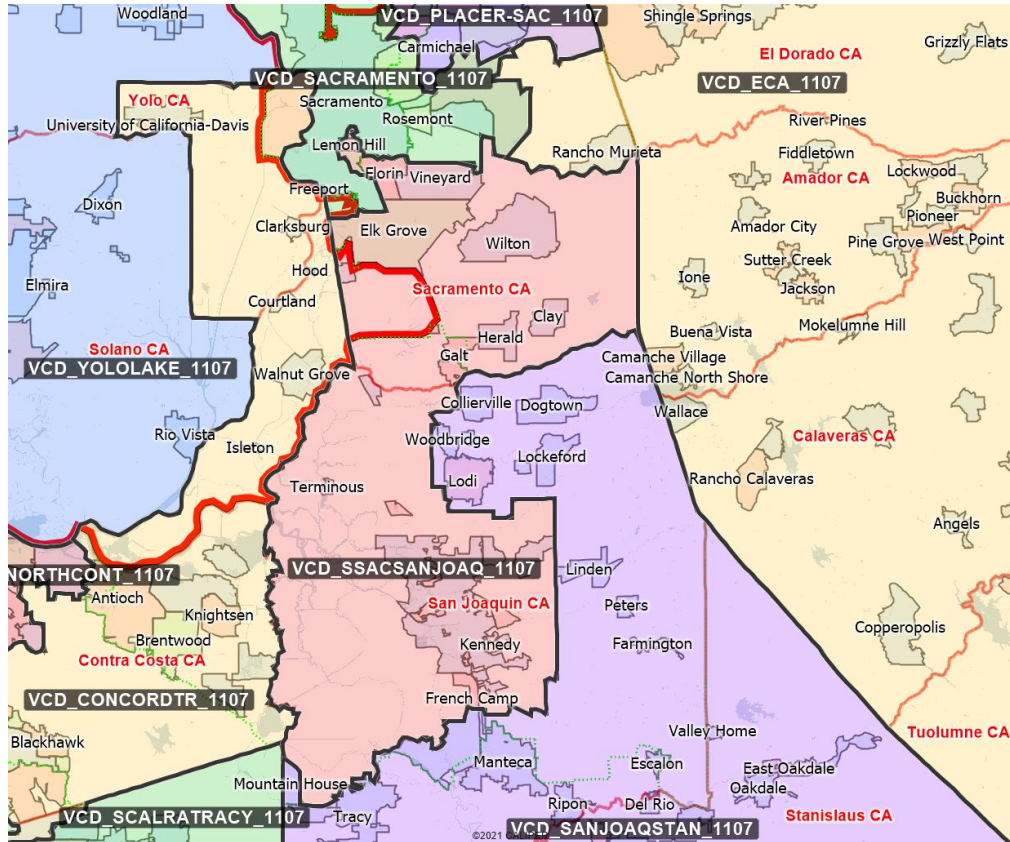 Woodland
VCD_PLACER-SAC_1107
Shingle Springs
Carmichael
Grizzly Flats
El Dorado CA
VCD_SACRAMENTO_1107
VCD_ECA_1107
Yolo CA
Sacramento
University of California-Davis
Rosemont
River Pines
Lemon Hill
Rancho Murieta
Fiddletown
Florin
Vineyard
Lockwood
Amador CA
Freeport
Dixon
Buckhorn
Pioneer
Clarksburg
Elk Grove
Amador City
Wilton
Pine Grove
West Point
Sutter Creek
Hood
Ione
Elmira
Jackson
Sacramento CA
Courtland
Clay
Mokelumne Hill
Buena Vista
Herald
Solano CA
Galt
Camanche Village
VCD_YOLOLAKE_1107
Walnut Grove
Camanche North Shore
Collierville
Dogtown
Wallace
Rio Vista
Woodbridge
Calaveras CA
Isleton
Lockeford
Lodi
Rancho Calaveras
Terminous
Angels
NORTHCONT_1107
VCD_SSACSANJOAQ_1107
Linden
Antioch
San Joaquin CA
Peters
Knightsen
Copperopolis
Brentwood
Kennedy
Farmington
Contra Costa CA
VCD_CONCORDTR_1107
French Camp
Valley Home
Tuolumne CA
Blackhawk
Manteca
Escalon
East Oakdale
Mountain House
Oakdale
Ripon
Del Rio
VCD_SCALRATRACY_1107
Tracy
Stanislaus CA
VCD_SANJOAQSTAN_1107